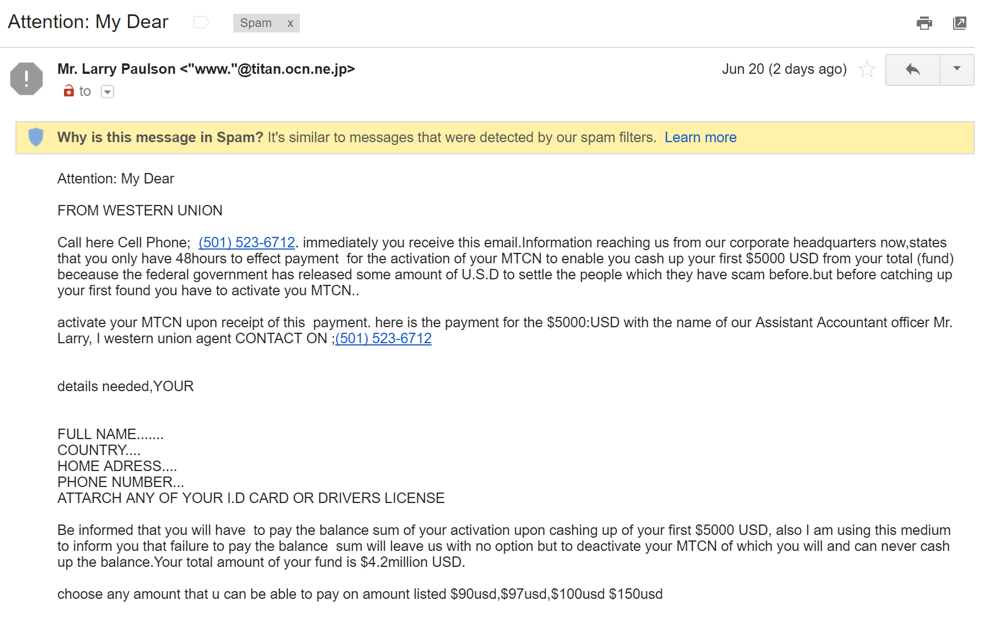 Attention: My Dear
Spam x
Mr. Larry Paulson <"www."@titan.ocn.ne.jp>
Jun 20 (2 days ago)
to
Why is this message in Spam? It's similar to messages that were detected by our spam filters. Learn more
Attention: My Dear
FROM WESTERN UNION
Call here Cell Phone;  (501) 523-6712. immediately you receive this email.Information reaching us from our corporate headquarters now,states
that you only have 48hours to effect payment  for the activation of your MTCN to enable you cash up your first $5000 USD from your total (fund)
beceause the federal government has released some amount of U.S.D to settle the people which they have scam before.but before catching up
your first found you have to activate you MTCN..
activate your MTCN upon receipt of this  payment. here is the payment for the $5000:USD with the name of our Assistant Accountant officer Mr.
Larry, I western union agent CONTACT ON ;(501) 523-6712
details needed,YOUR
FULL NAME.......
COUNTRY....
HOME ADRESS....
PHONE NUMBER...
ATTARCH ANY OF YOUR I.D CARD OR DRIVERS LICENSE
Be informed that you will have  to pay the balance sum of your activation upon cashing up of your first $5000 USD, also I am using this medium
to inform you that failure to pay the balance  sum will leave us with no option but to deactivate your MTCN of which you will and can never cash
up the balance.Your total amount of your fund is $4.2million USD.
choose any amount that u can be able to pay on amount listed $90usd,$97usd,$100usd $150usd